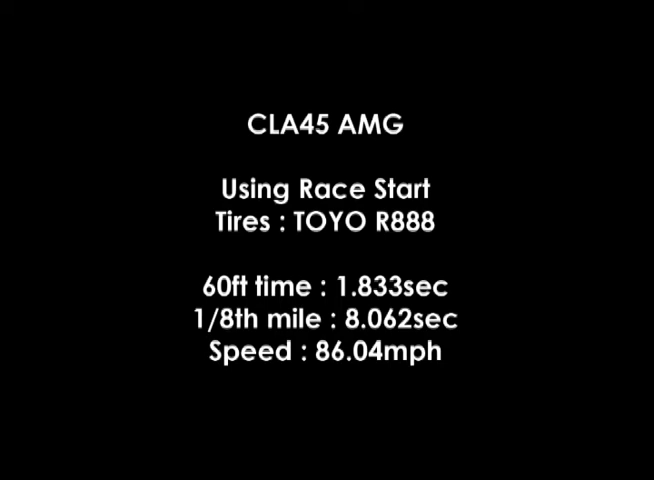 CLA45 AMG
Using Race Start
Tires : TOYO R888
60ft time : 1.833sec
1/8th mile : 8.062sec
Speed : 86.04mph